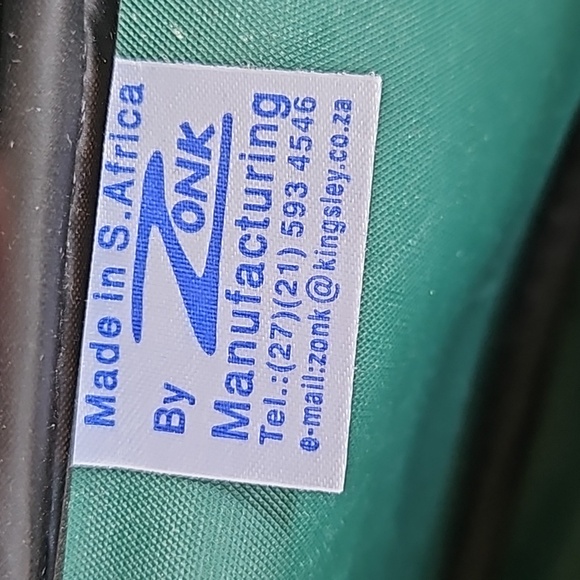 Made in S.Africa
By ZONK
Manufacturing
Tel.:(27)(21) 593 4546
e-mail:zonk@kingsley.co.za